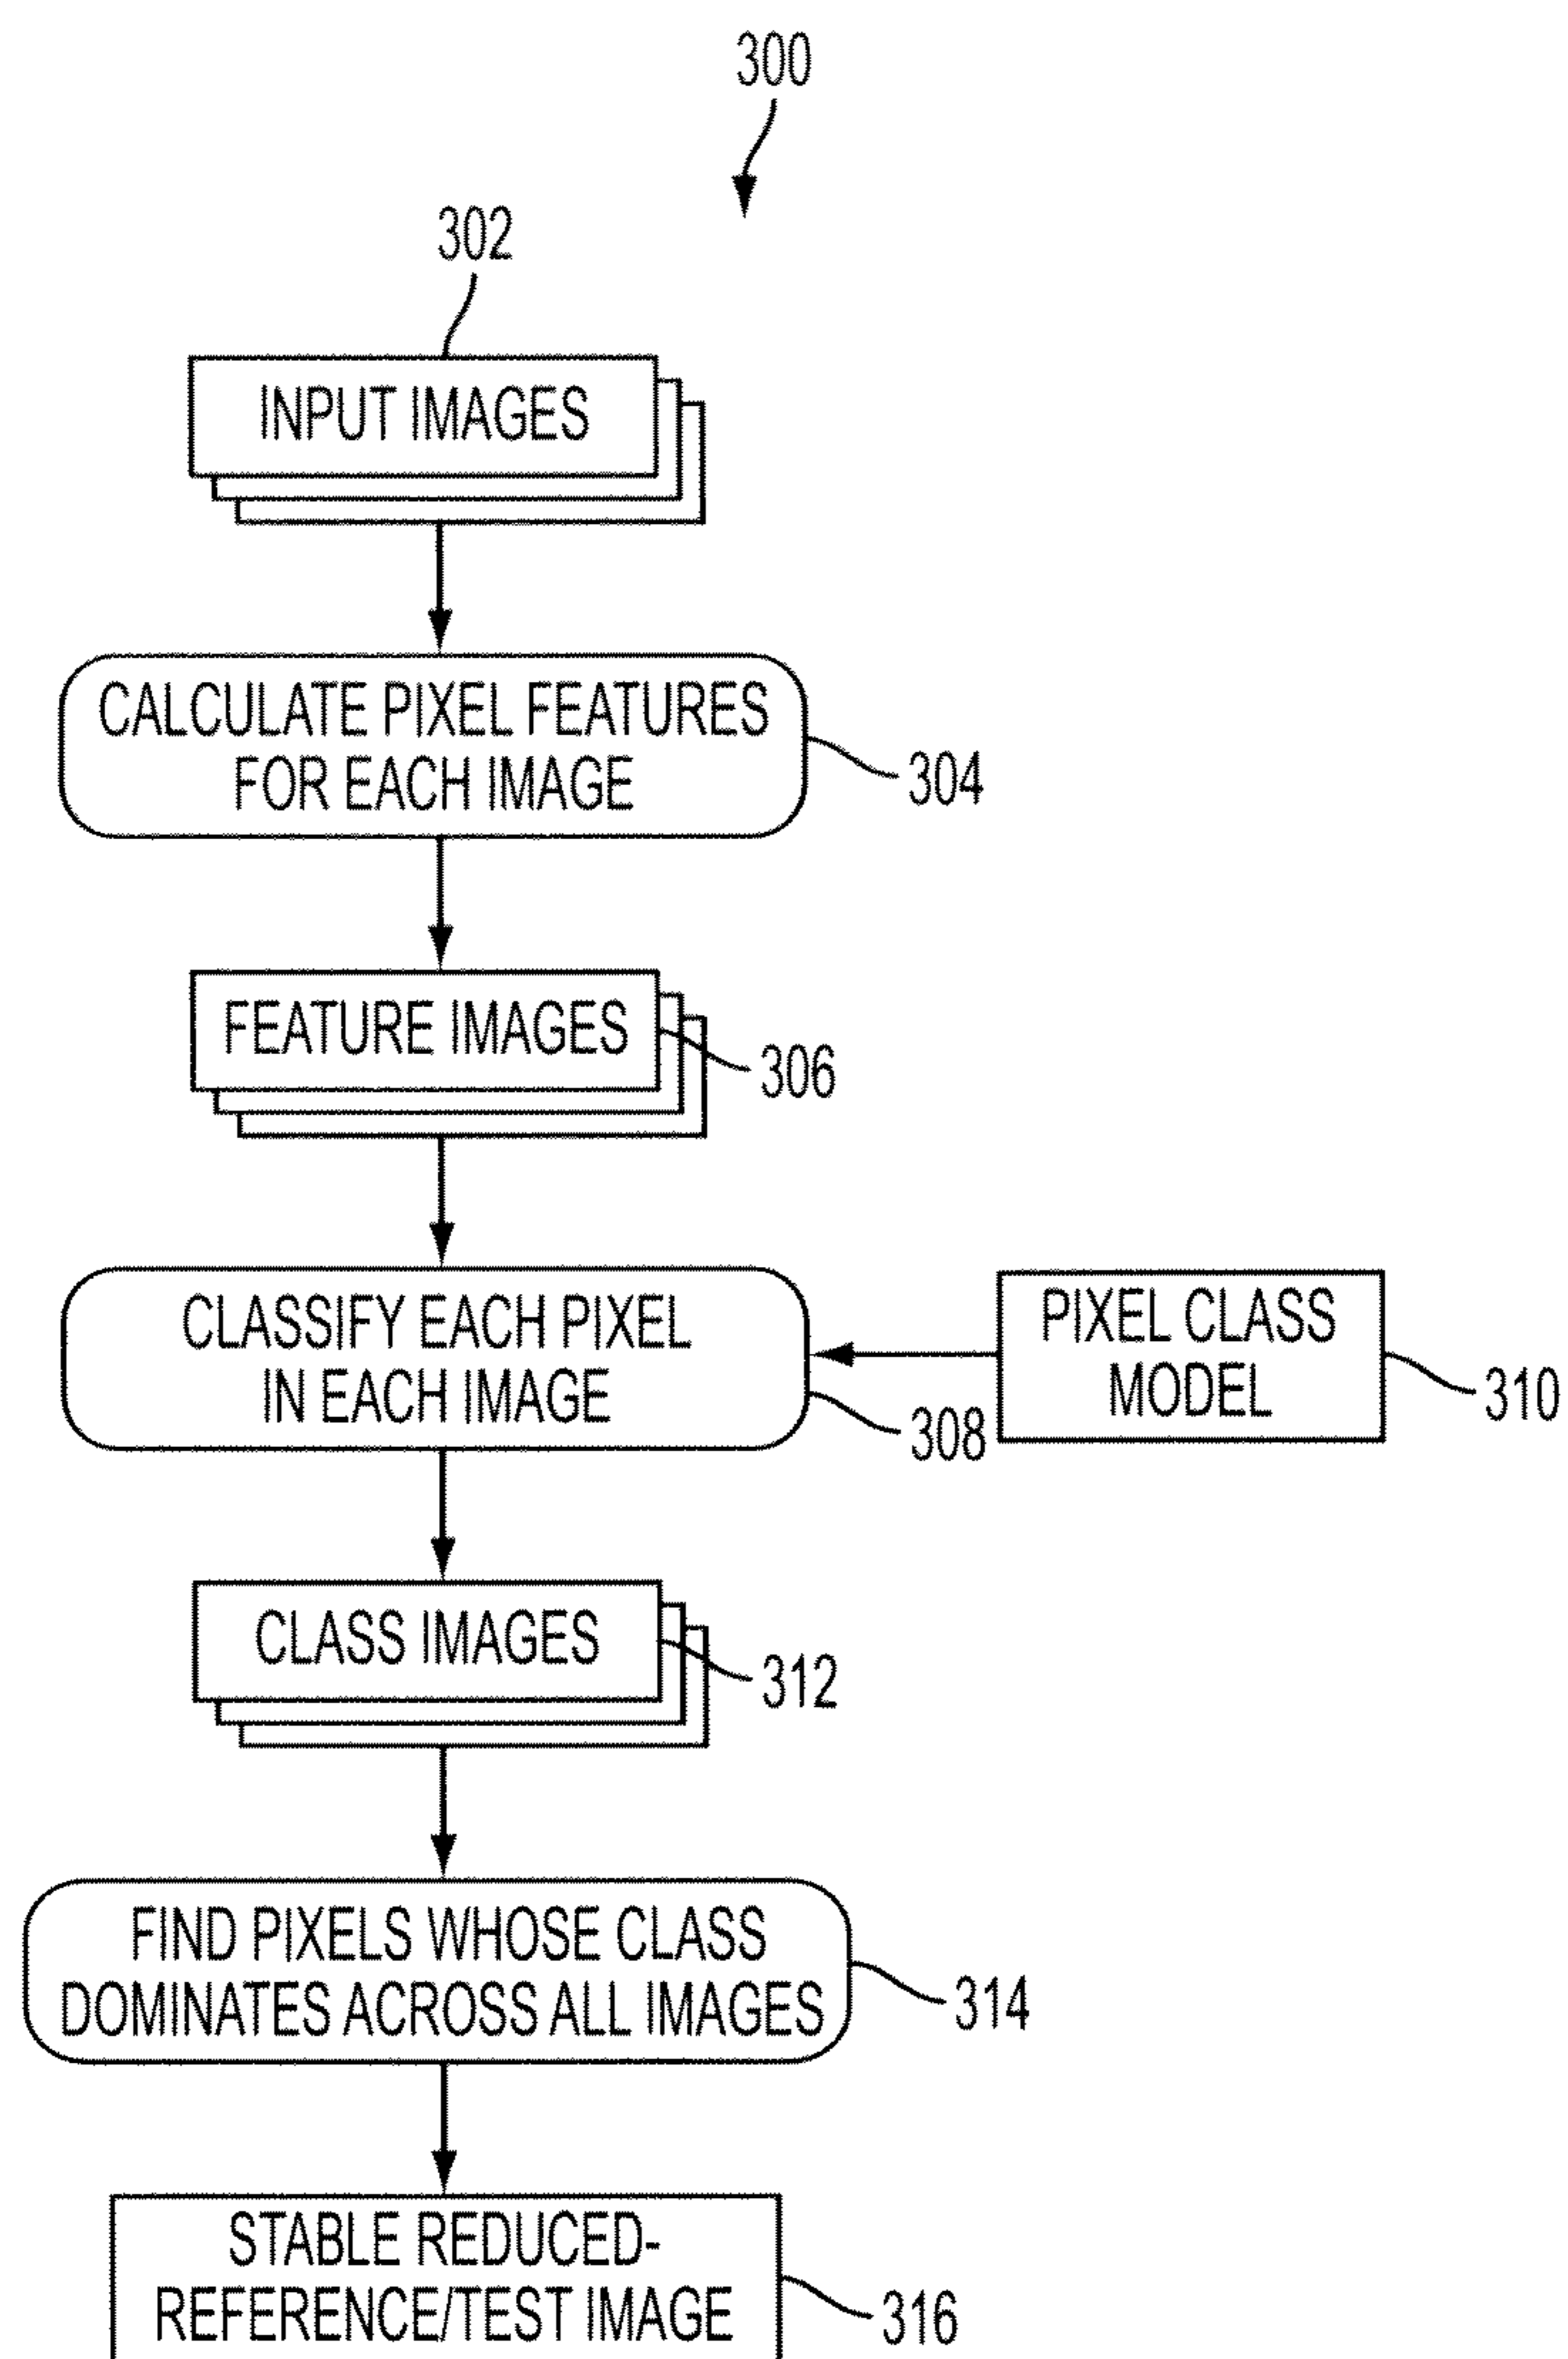 300
302
INPUT IMAGES
CALCULATE PIXEL FEATURES
FOR EACH IMAGE
304
FEATURE IMAGES
306
CLASSIFY EACH PIXEL
IN EACH IMAGE
308
PIXEL CLASS
MODEL
310
CLASS IMAGES
312
FIND PIXELS WHOSE CLASS
DOMINATES ACROSS ALL IMAGES
314
STABLE REDUCED-
REFERENCE/TEST IMAGE
316